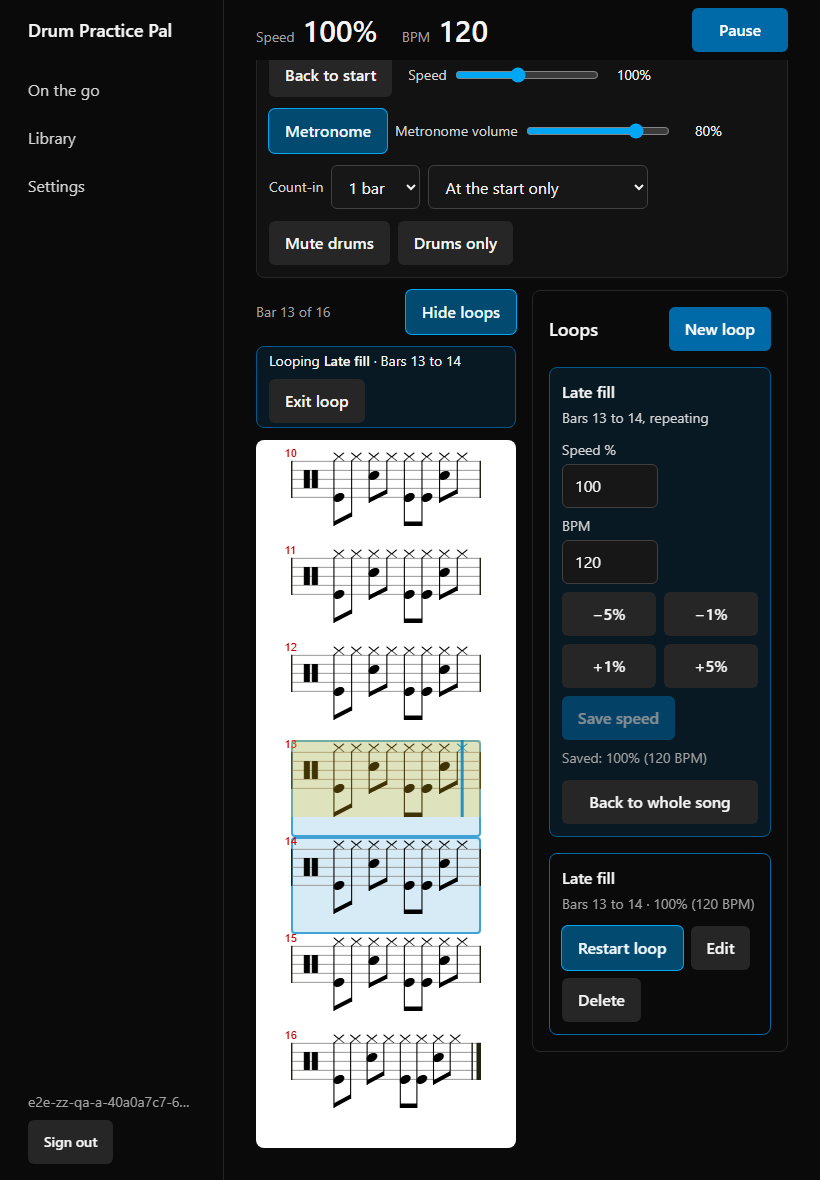 Drum Practice Pal
On the go
Library
Settings
e2e-zz-qa-a-40a0a7c7-6...
Sign out
Speed 100% BPM 120
Pause
Back to start Speed 100%
Metronome Metronome volume 80%
Count-in 1 bar At the start only
Mute drums Drums only
Bar 13 of 16
Hide loops
Looping Late fill · Bars 13 to 14
Exit loop
10
11
12
13
14
15
16
Loops
New loop
Late fill
Bars 13 to 14, repeating
Speed %
100
BPM
120
−5% −1%
+1% +5%
Save speed
Saved: 100% (120 BPM)
Back to whole song
Late fill
Bars 13 to 14 · 100% (120 BPM)
Restart loop Edit
Delete